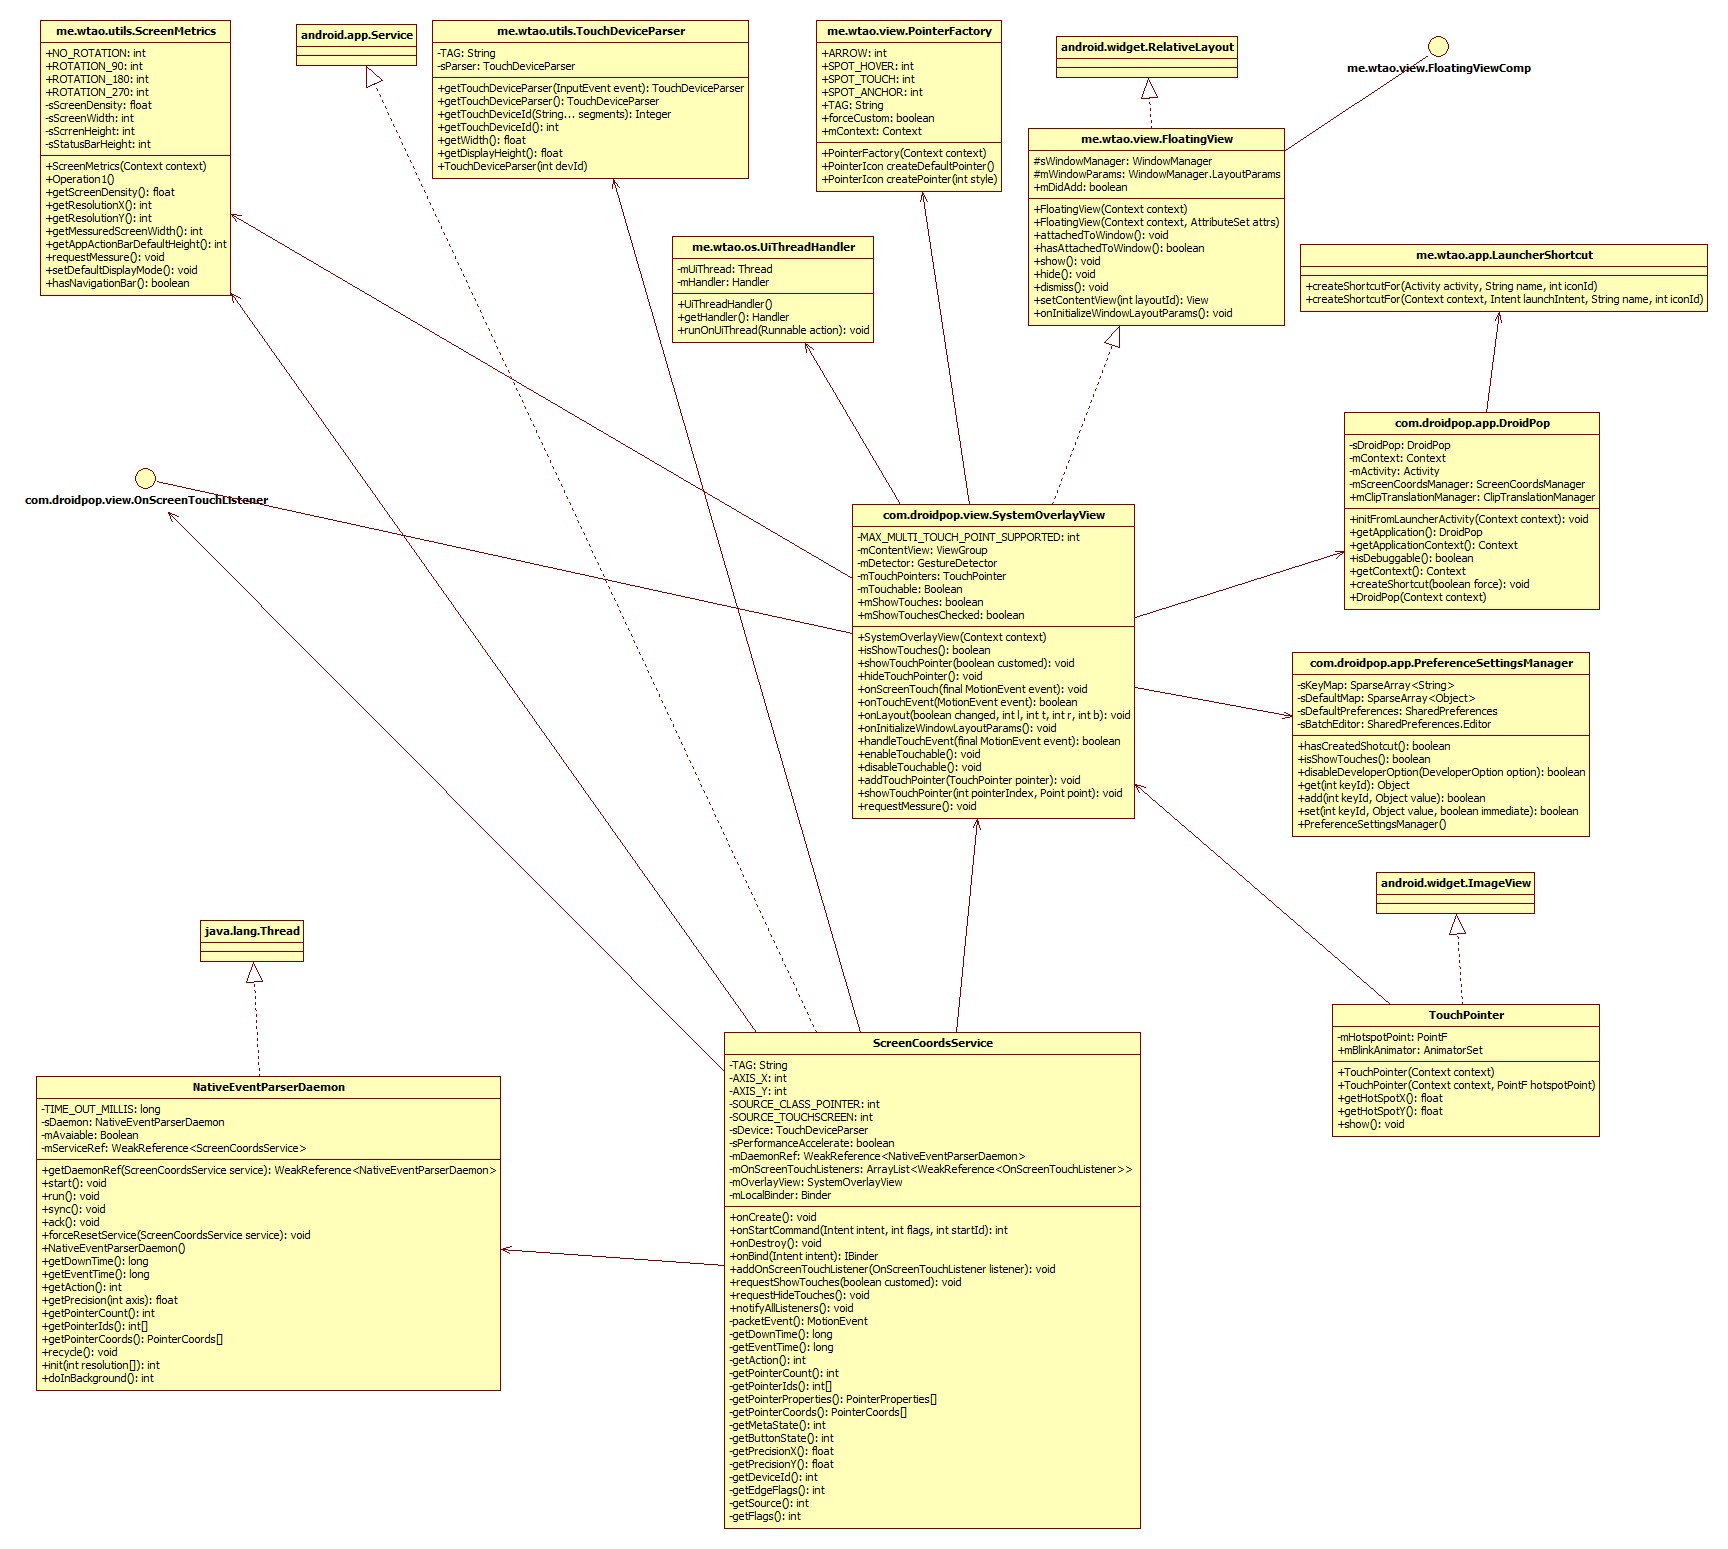 me.wtao.utils.ScreenMetrics
+NO_ROTATION: int
+ROTATION_90: int
+ROTATION_180: int
+ROTATION_270: int
-sScreenDensity: float
-sScreenWidth: int
-sScrrenHeight: int
-sStatusBarHeight: int
+ScreenMetrics(Context context)
+Operation1()
+getScreenDensity(): float
+getResolutionX(): int
+getResolutionY(): int
+getMessuredScreenWidth(): int
+getAppActionBarDefaultHeight(): int
+requestMessure(): void
+setDefaultDisplayMode(): void
+hasNavigationBar(): boolean
android.app.Service
me.wtao.utils.TouchDeviceParser
-TAG: String
-sParser: TouchDeviceParser
+getTouchDeviceParser(InputEvent event): TouchDeviceParser
+getTouchDeviceParser(): TouchDeviceParser
+getTouchDeviceId(String... segments): Integer
+getTouchDeviceId(): int
+getWidth(): float
+getDisplayHeight(): float
+TouchDeviceParser(int devId)
me.wtao.view.PointerFactory
+ARROW: int
+SPOT_HOVER: int
+SPOT_TOUCH: int
+SPOT_ANCHOR: int
+TAG: String
+forceCustom: boolean
+mContext: Context
+PointerFactory(Context context)
+PointerIcon createDefaultPointer()
+PointerIcon createPointer(int style)
android.widget.RelativeLayout
me.wtao.view.FloatingViewComp
me.wtao.view.FloatingView
#sWindowManager: WindowManager
#mWindowParams: WindowManager.LayoutParams
+mDidAdd: boolean
+FloatingView(Context context)
+FloatingView(Context context, AttributeSet attrs)
+attachedToWindow(): void
+hasAttachedToWindow(): boolean
+show(): void
+hide(): void
+dismiss(): void
+setContentView(int layoutId): View
+onInitializeWindowLayoutParams(): void
me.wtao.os.UiThreadHandler
-mUiThread: Thread
-mHandler: Handler
+UiThreadHandler()
+getHandler(): Handler
+runOnUiThread(Runnable action): void
me.wtao.app.LauncherShortcut
+createShortcutFor(Activity activity, String name, int iconId)
+createShortcutFor(Context context, Intent launchIntent, String name, int iconId)
com.droidpop.app.DroidPop
-sDroidPop: DroidPop
-mContext: Context
-mActivity: Activity
-mScreenCoordsManager: ScreenCoordsManager
+mClipTranslationManager: ClipTranslationManager
+initFromLauncherActivity(Context context): void
+getApplication(): DroidPop
+getApplicationContext(): Context
+isDebuggable(): boolean
+getContext(): Context
+createShortcut(boolean force): void
+DroidPop(Context context)
com.droidpop.view.OnScreenTouchListener
com.droidpop.view.SystemOverlayView
-MAX_MULTI_TOUCH_POINT_SUPPORTED: int
-mContentView: ViewGroup
-mDetector: GestureDetector
-mTouchPointers: TouchPointer
-mTouchable: Boolean
+mShowTouches: boolean
+mShowTouchesChecked: boolean
+SystemOverlayView(Context context)
+isShowTouches(): boolean
+showTouchPointer(boolean customed): void
+hideTouchPointer(): void
+onScreenTouch(final MotionEvent event): void
+onTouchEvent(MotionEvent event): boolean
+onLayout(boolean changed, int l, int t, int r, int b): void
+onInitializeWindowLayoutParams(): void
+handleTouchEvent(final MotionEvent event): boolean
+enableTouchable(): void
+disableTouchable(): void
+addTouchPointer(TouchPointer pointer): void
+showTouchPointer(int pointerIndex, Point point): void
+requestMessure(): void
com.droidpop.app.PreferenceSettingsManager
-sKeyMap: SparseArray<String>
-sDefaultMap: SparseArray<Object>
-sDefaultPreferences: SharedPreferences
-sBatchEditor: SharedPreferences.Editor
+hasCreatedShotcut(): boolean
+isShowTouches(): boolean
+disableDeveloperOption(DeveloperOption option): boolean
+get(int keyId): Object
+add(int keyId, Object value): boolean
+set(int keyId, Object value, boolean immediate): boolean
+PreferenceSettingsManager()
android.widget.ImageView
TouchPointer
-mHotspotPoint: PointF
+mBlinkAnimator: AnimatorSet
+TouchPointer(Context context)
+TouchPointer(Context context, PointF hotspotPoint)
+getHotSpotX(): float
+getHotSpotY(): float
+show(): void
java.lang.Thread
NativeEventParserDaemon
-TIME_OUT_MILLIS: long
-sDaemon: NativeEventParserDaemon
-mAvaiable: Boolean
-mServiceRef: WeakReference<ScreenCoordsService>
+getDaemonRef(ScreenCoordsService service): WeakReference<NativeEventParserDaemon>
+start(): void
+run(): void
+sync(): void
+ack(): void
+forceResetService(ScreenCoordsService service): void
+NativeEventParserDaemon()
+getDownTime(): long
+getEventTime(): long
+getAction(): int
+getPrecision(int axis): float
+getPointerCount(): int
+getPointerIds(): int[]
+getPointerCoords(): PointerCoords[]
+recycle(): void
+init(int resolution[]): int
+doInBackground(): int
ScreenCoordsService
-TAG: String
-AXIS_X: int
-AXIS_Y: int
-SOURCE_CLASS_POINTER: int
-SOURCE_TOUCHSCREEN: int
-sDevice: TouchDeviceParser
-sPerformanceAccelerate: boolean
-mDaemonRef: WeakReference<NativeEventParserDaemon>
-mOnScreenTouchListeners: ArrayList<WeakReference<OnScreenTouchListener>>
-mOverlayView: SystemOverlayView
-mLocalBinder: Binder
+onCreate(): void
+onStartCommand(Intent intent, int flags, int startId): int
+onDestroy(): void
+onBind(Intent intent): IBinder
+addOnScreenTouchListener(OnScreenTouchListener listener): void
+requestShowTouches(boolean customed): void
+requestHideTouches(): void
+notifyAllListeners(): void
-packetEvent(): MotionEvent
-getDownTime(): long
-getEventTime(): long
-getAction(): int
-getPointerCount(): int
-getPointerIds(): int[]
-getPointerProperties(): PointerProperties[]
-getPointerCoords(): PointerCoords[]
-getMetaState(): int
-getButtonState(): int
-getPrecisionX(): float
-getPrecisionY(): float
-getDeviceId(): int
-getEdgeFlags(): int
-getSource(): int
-getFlags(): int